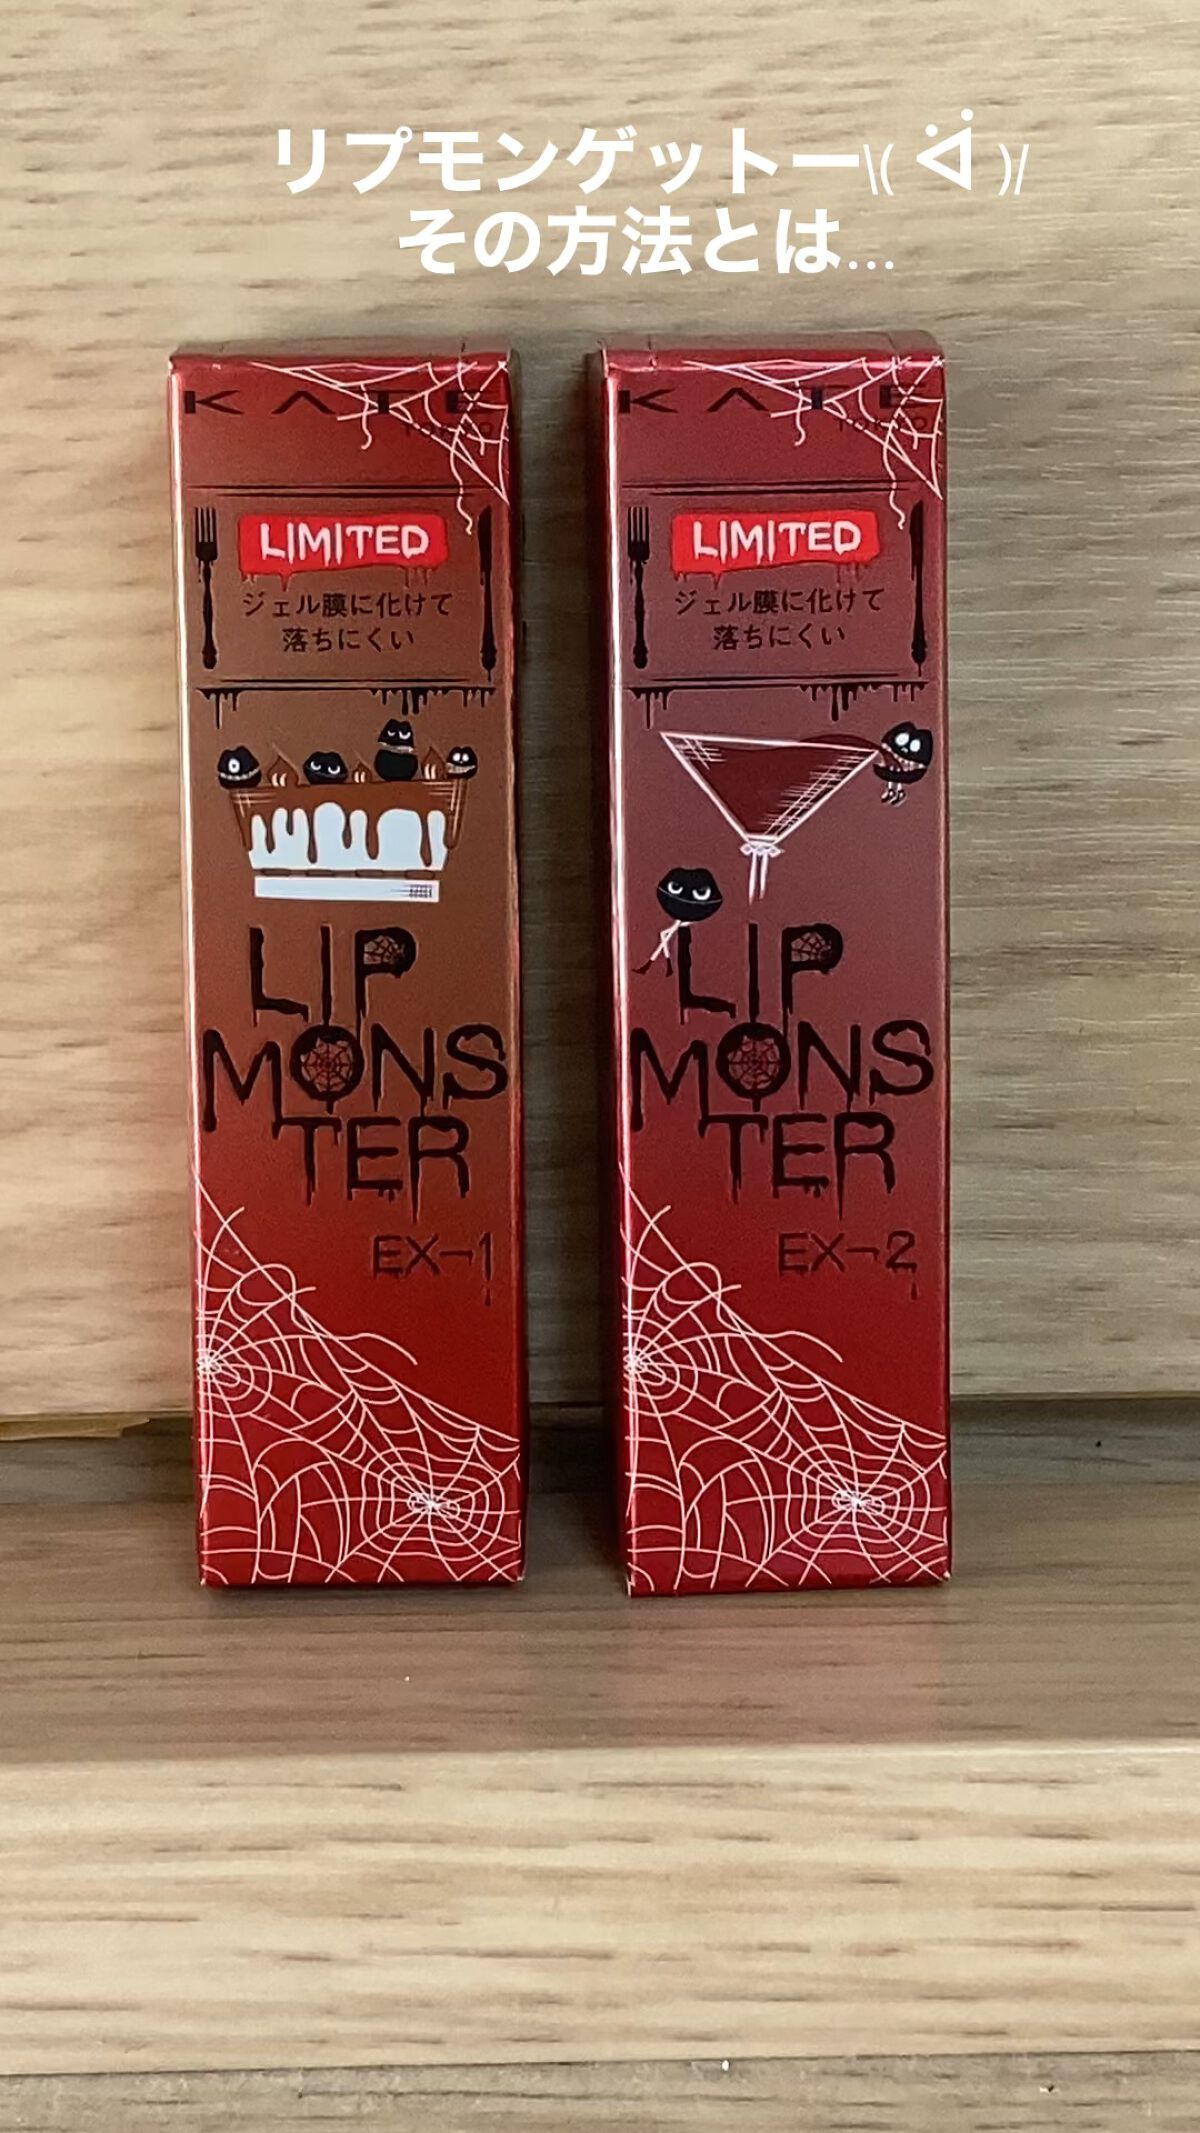 リプモンゲットー\( ᐛ )/
その方法とは...
KATE
TOKYO
LIMITED
ジェル膜に化けて
落ちにくい
LIP
MONS
TER
EX-1
KATE
TOKYO
LIMITED
ジェル膜に化けて
落ちにくい
LIP
MONS
TER
EX-2